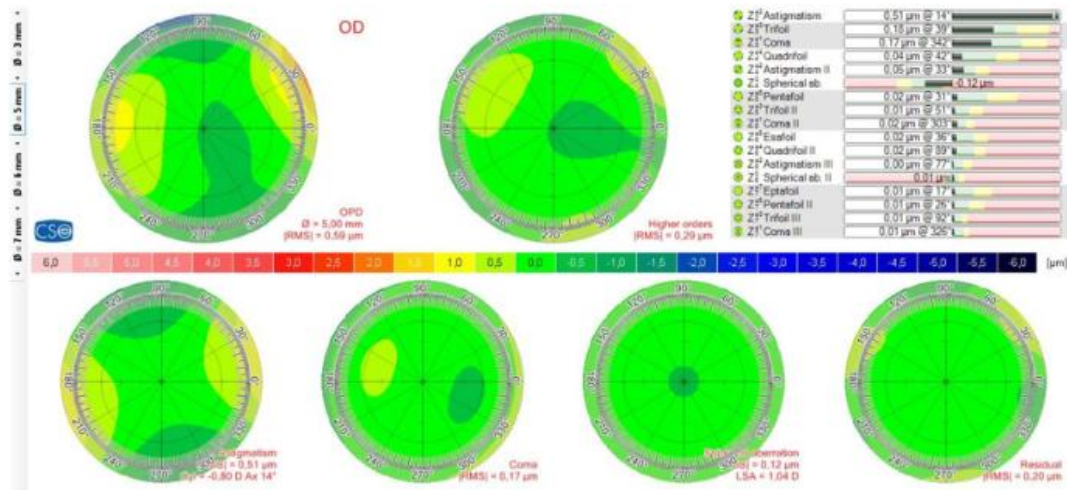 OD
Ø = 3 mm
Ø = 5 mm
Ø = 6 mm
Ø = 7 mm
CSO
OPD
Ø = 5,00 mm
|RMS| = 0,59 µm
Higher orders
|RMS| = 0,29 µm
Astigmatism 0,51 µm @ 14°
Trifoil 0,18 µm @ 39°
Coma 0,17 µm @ 342°
Quadrifoil 0,04 µm @ 42°
Astigmatism II 0,05 µm @ 33°
Spherical ab. -0,12 µm
Pentafoil 0,02 µm @ 31°
Trifoil II 0,01 µm @ 51°
Coma II 0,02 µm @ 303°
Esafoil 0,02 µm @ 36°
Quadrifoil II 0,02 µm @ 89°
Astigmatism III 0,00 µm @ 77°
Spherical ab. II 0,01 µm
Eptafoil 0,01 µm @ 17°
Pentafoil II 0,01 µm @ 26°
Trifoil III 0,01 µm @ 92°
Coma III 0,01 µm @ 326°
6,0 5,5 5,0 4,5 4,0 3,5 3,0 2,5 2,0 1,5 1,0 0,5 0,0 -0,5 -1,0 -1,5 -2,0 -2,5 -3,0 -3,5 -4,0 -4,5 -5,0 -5,5 -6,0 [µm]
= 0,51 µm
= -0,80 D Ax 14°
Coma
|RMS| = 0,17 µm
= 0,12 µm
LSA = 1,04 D
Residual
|RMS| = 0,20 µm